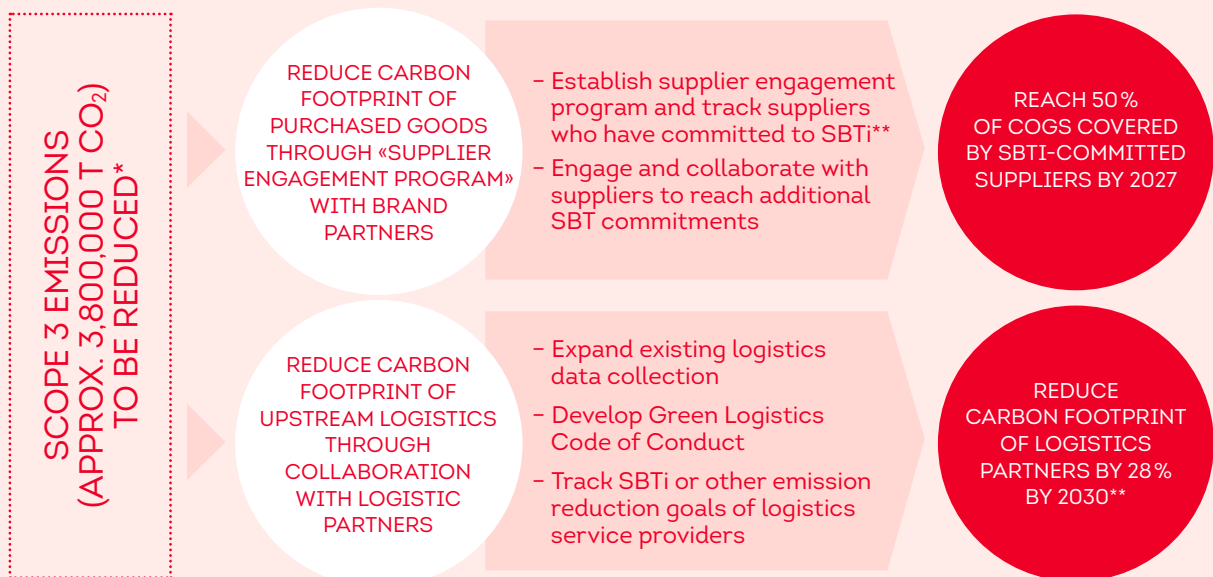 SCOPE 3 EMISSIONS
(APPROX. 3,800,000 T CO₂)
TO BE REDUCED*
REDUCE CARBON
FOOTPRINT OF
PURCHASED GOODS
THROUGH «SUPPLIER
ENGAGEMENT PROGRAM»
WITH BRAND
PARTNERS
– Establish supplier engagement
program and track suppliers
who have committed to SBTi**
– Engage and collaborate with
suppliers to reach additional
SBT commitments
REACH 50%
OF COGS COVERED
BY SBTI-COMMITTED
SUPPLIERS BY 2027
REDUCE CARBON
FOOTPRINT OF
UPSTREAM LOGISTICS
THROUGH
COLLABORATION
WITH LOGISTIC
PARTNERS
– Expand existing logistics
data collection
– Develop Green Logistics
Code of Conduct
– Track SBTi or other emission
reduction goals of logistics
service providers
REDUCE
CARBON FOOTPRINT
OF LOGISTICS
PARTNERS BY 28%
BY 2030**